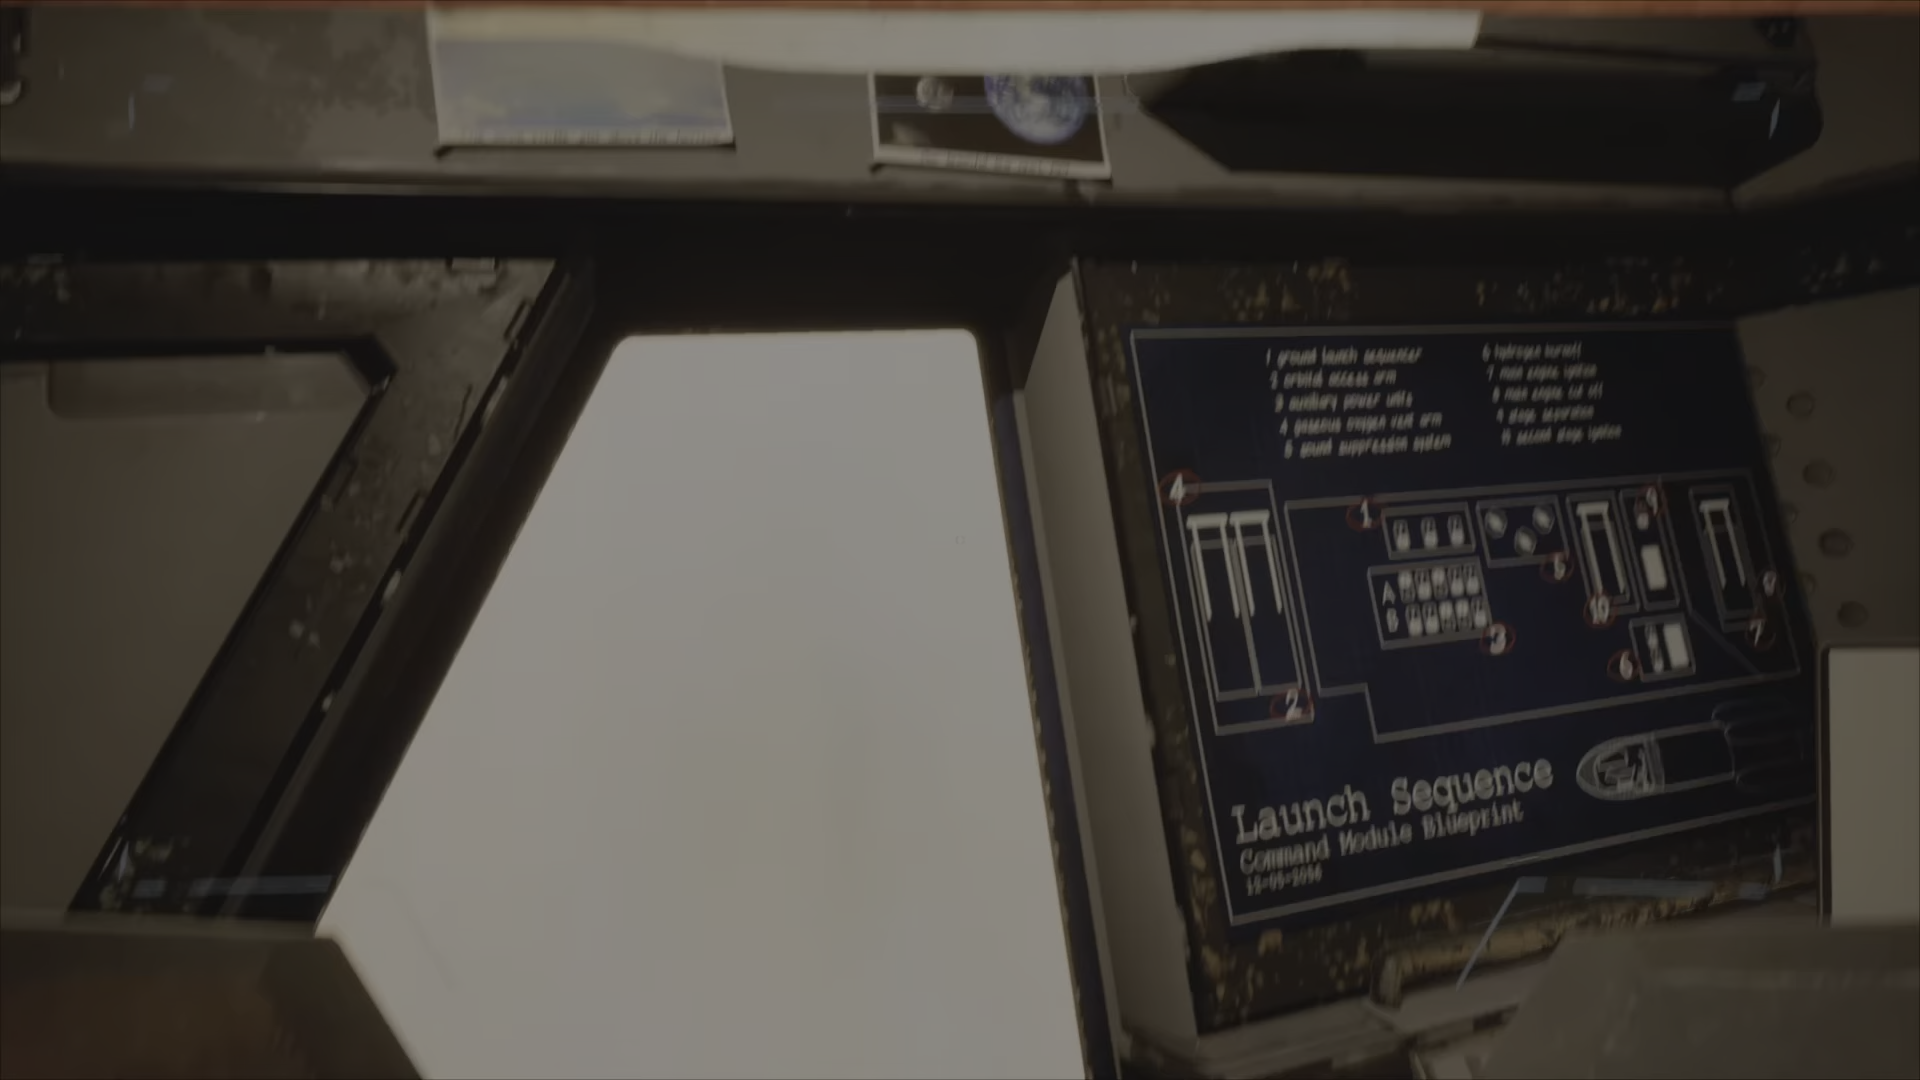 1 ground launch sequencer
2 orbital access arm
3 auxiliary power units
4 gaseous oxygen vent arm
5 sound suppression system
6 hydrogen burnoff
7 main engine ignition
8 main engine cut off
9 stage separation
10 second stage ignition
4
1
9
5
A
B
10
3
7
6
2
Launch Sequence
Command Module Blueprint